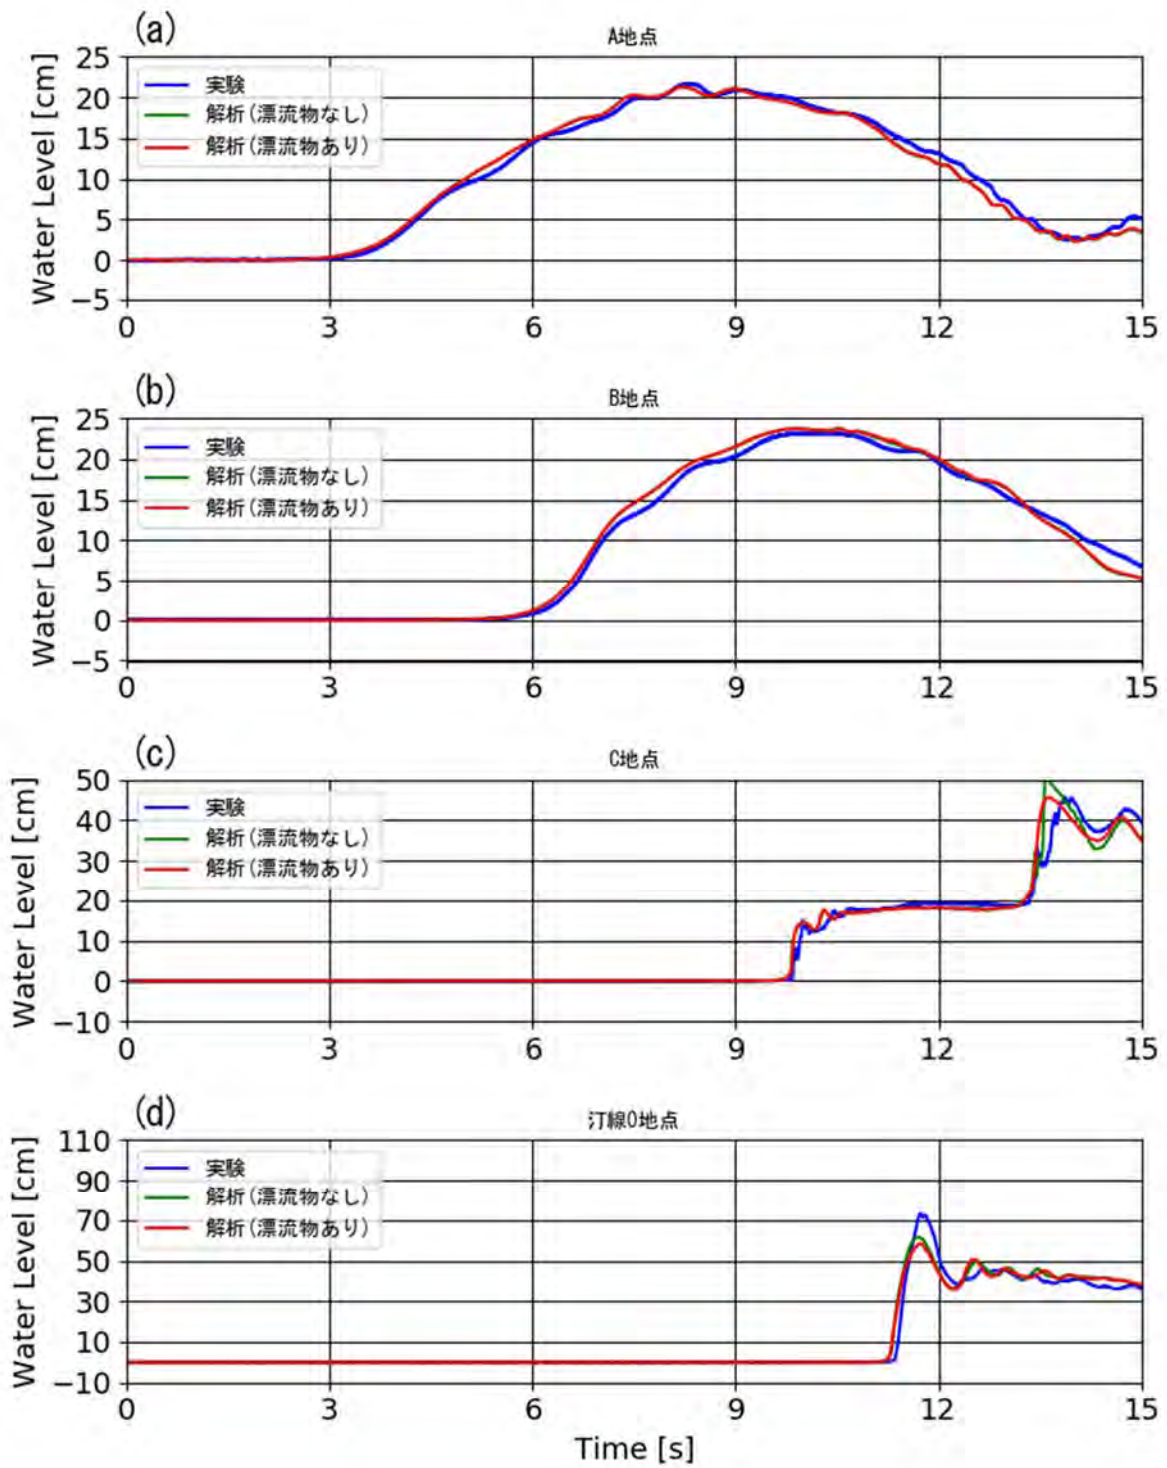 (a)
A地点
Water Level [cm]
25
20
15
10
5
0
−5
実験
解析(漂流物なし)
解析(漂流物あり)
0 3 6 9 12 15
(b)
B地点
Water Level [cm]
25
20
15
10
5
0
−5
実験
解析(漂流物なし)
解析(漂流物あり)
0 3 6 9 12 15
(c)
C地点
Water Level [cm]
50
40
30
20
10
0
−10
実験
解析(漂流物なし)
解析(漂流物あり)
0 3 6 9 12 15
(d)
汀線0地点
Water Level [cm]
110
90
70
50
30
10
−10
実験
解析(漂流物なし)
解析(漂流物あり)
0 3 6 9 12 15
Time [s]